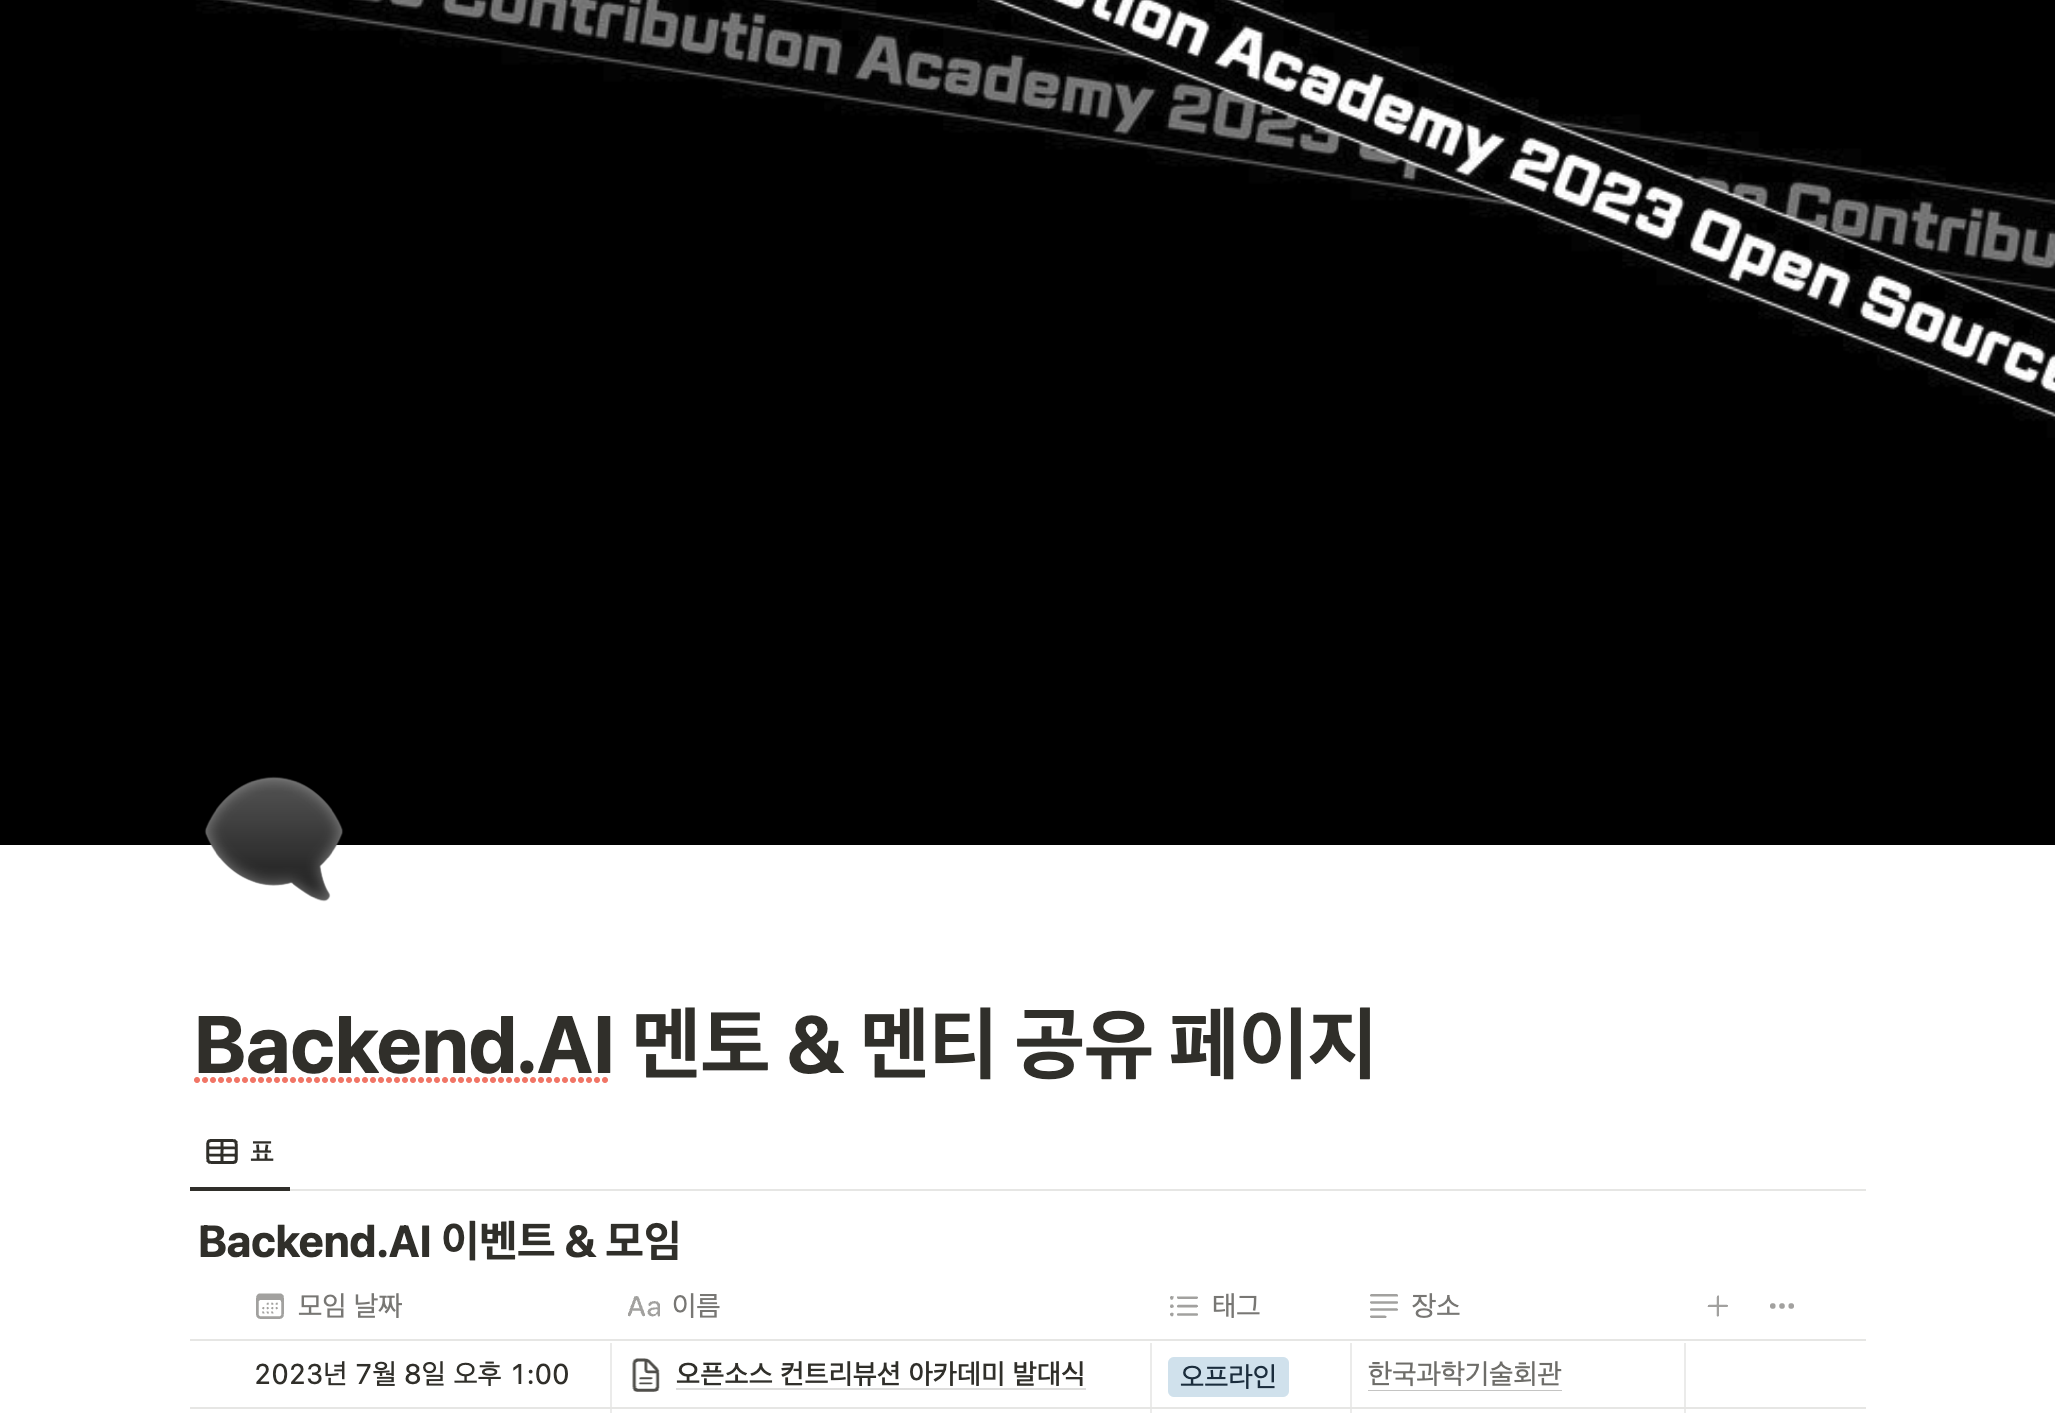 Contribution Academy 2023 Op
ce Contribu
tion Academy 2023 Open Source
Backend.AI 멘토 & 멘티 공유 페이지
표
Backend.AI 이벤트 & 모임
모임 날짜 Aa 이름 태그 장소
2023년 7월 8일 오후 1:00 오픈소스 컨트리뷰션 아카데미 발대식 오프라인 한국과학기술회관